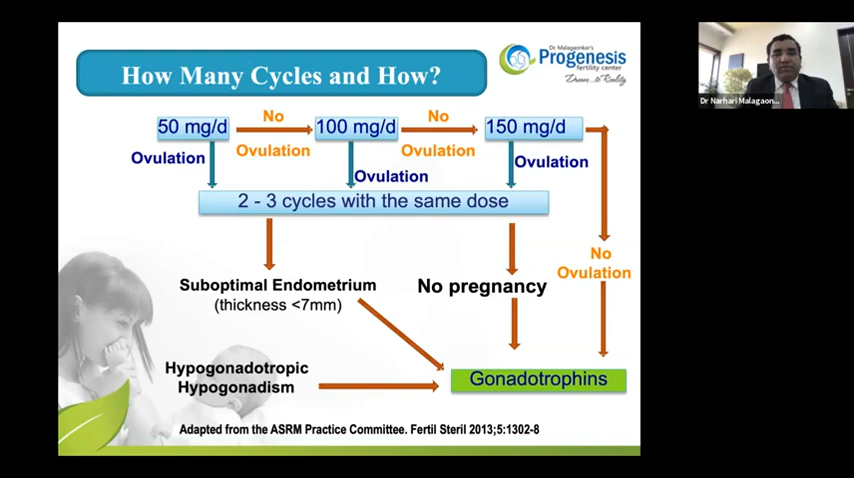 Dr. Malagaonkar's
Progenesis
fertility center
Dreams...to Reality
How Many Cycles and How?
50 mg/d
No
Ovulation
100 mg/d
No
Ovulation
150 mg/d
Ovulation
Ovulation
Ovulation
2 - 3 cycles with the same dose
No
Ovulation
Suboptimal Endometrium
(thickness <7mm)
No pregnancy
Hypogonadotropic
Hypogonadism
Gonadotrophins
Adapted from the ASRM Practice Committee. Fertil Steril 2013;5:1302-8
Dr Narhari Malagaon...